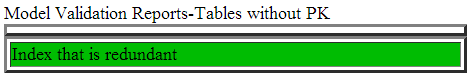 Model Validation Reports-Tables without PK
Index that is redundant